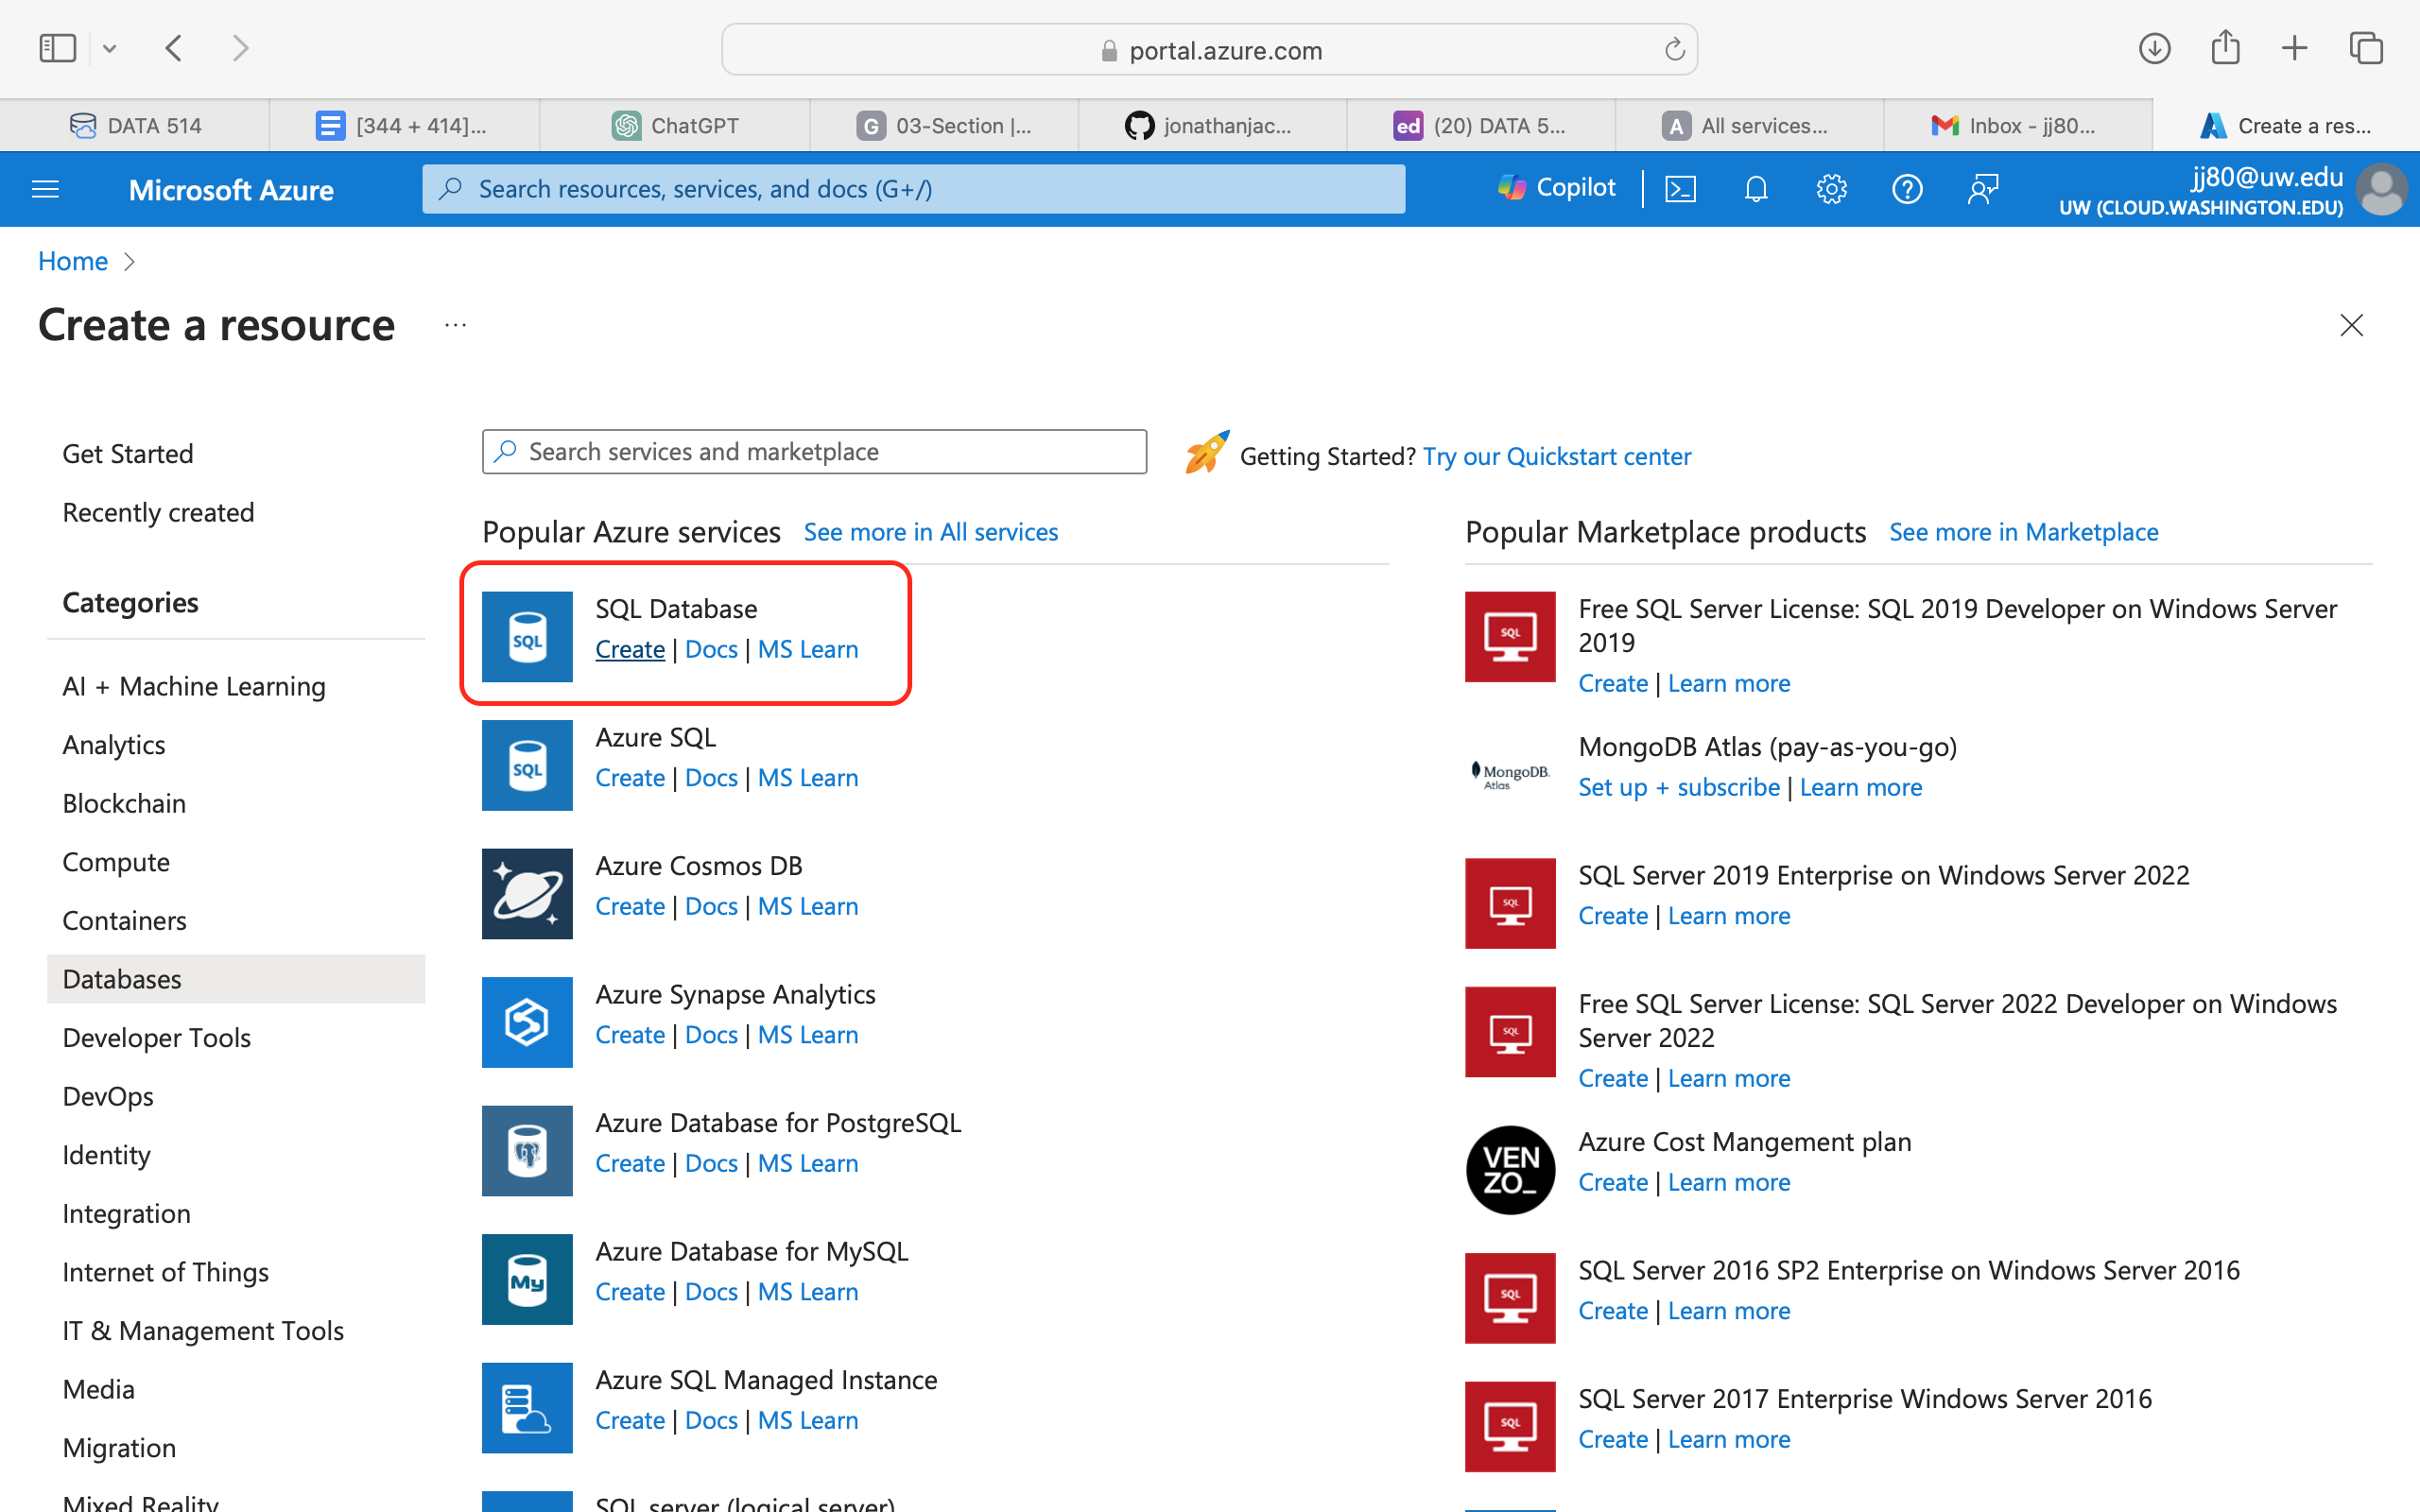 portal.azure.com
DATA 514
[344 + 414]...
ChatGPT
G 03-Section |...
jonathanjac...
ed (20) DATA 5...
A All services...
Inbox - jj80...
Create a res...
Microsoft Azure
Search resources, services, and docs (G+/)
Copilot
jj80@uw.edu
UW (CLOUD.WASHINGTON.EDU)
Home
Create a resource ...
Get Started
Recently created
Categories
AI + Machine Learning
Analytics
Blockchain
Compute
Containers
Databases
Developer Tools
DevOps
Identity
Integration
Internet of Things
IT & Management Tools
Media
Migration
Mixed Reality
Search services and marketplace
Getting Started? Try our Quickstart center
Popular Azure services See more in All services
SQL
SQL Database
Create | Docs | MS Learn
SQL
Azure SQL
Create | Docs | MS Learn
Azure Cosmos DB
Create | Docs | MS Learn
Azure Synapse Analytics
Create | Docs | MS Learn
Azure Database for PostgreSQL
Create | Docs | MS Learn
My
Azure Database for MySQL
Create | Docs | MS Learn
Azure SQL Managed Instance
Create | Docs | MS Learn
SQL server (logical server)
Popular Marketplace products See more in Marketplace
SQL
Free SQL Server License: SQL 2019 Developer on Windows Server
2019
Create | Learn more
MongoDB.
Atlas
MongoDB Atlas (pay-as-you-go)
Set up + subscribe | Learn more
SQL
SQL Server 2019 Enterprise on Windows Server 2022
Create | Learn more
SQL
Free SQL Server License: SQL Server 2022 Developer on Windows
Server 2022
Create | Learn more
VEN
ZO_
Azure Cost Mangement plan
Create | Learn more
SQL
SQL Server 2016 SP2 Enterprise on Windows Server 2016
Create | Learn more
SQL
SQL Server 2017 Enterprise Windows Server 2016
Create | Learn more